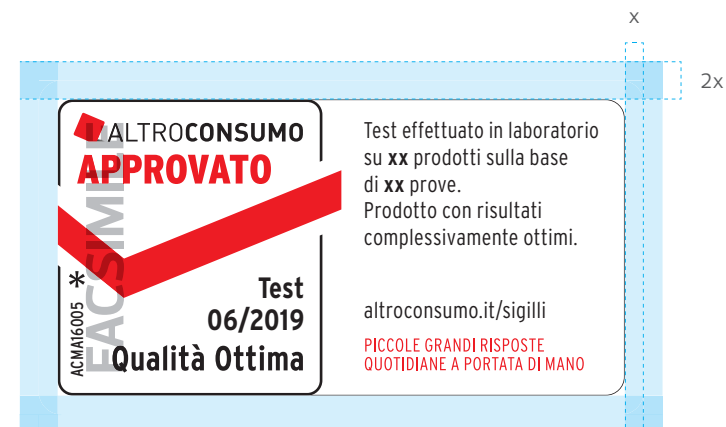 x
2x
ALTROCONSUMO
APPROVATO
FACSIMILE
*
ACMA16005
Test
06/2019
Qualità Ottima
Test effettuato in laboratorio
su xx prodotti sulla base
di xx prove.
Prodotto con risultati
complessivamente ottimi.
altroconsumo.it/sigilli
PICCOLE GRANDI RISPOSTE
QUOTIDIANE A PORTATA DI MANO